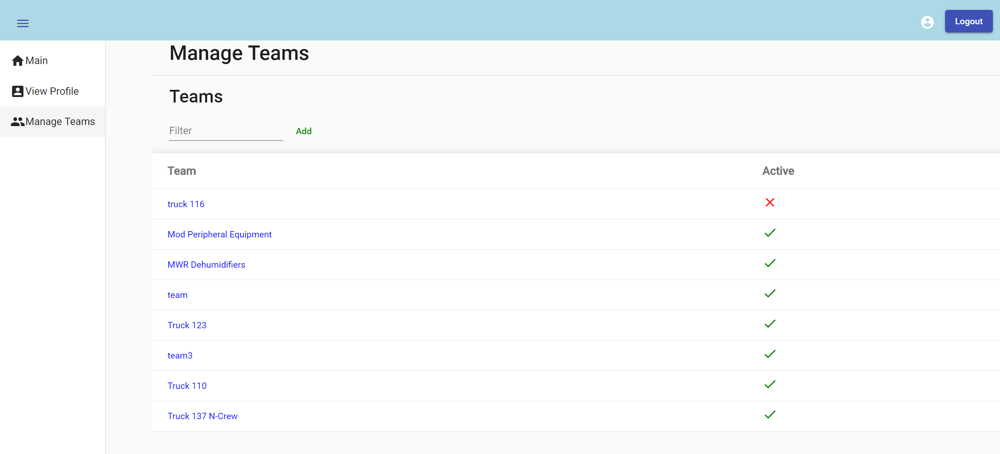 Logout
Main
View Profile
Manage Teams
Manage Teams
Teams
Filter Add
Team Active
truck 116
Mod Peripheral Equipment
MWR Dehumidifiers
team
Truck 123
team3
Truck 110
Truck 137 N-Crew